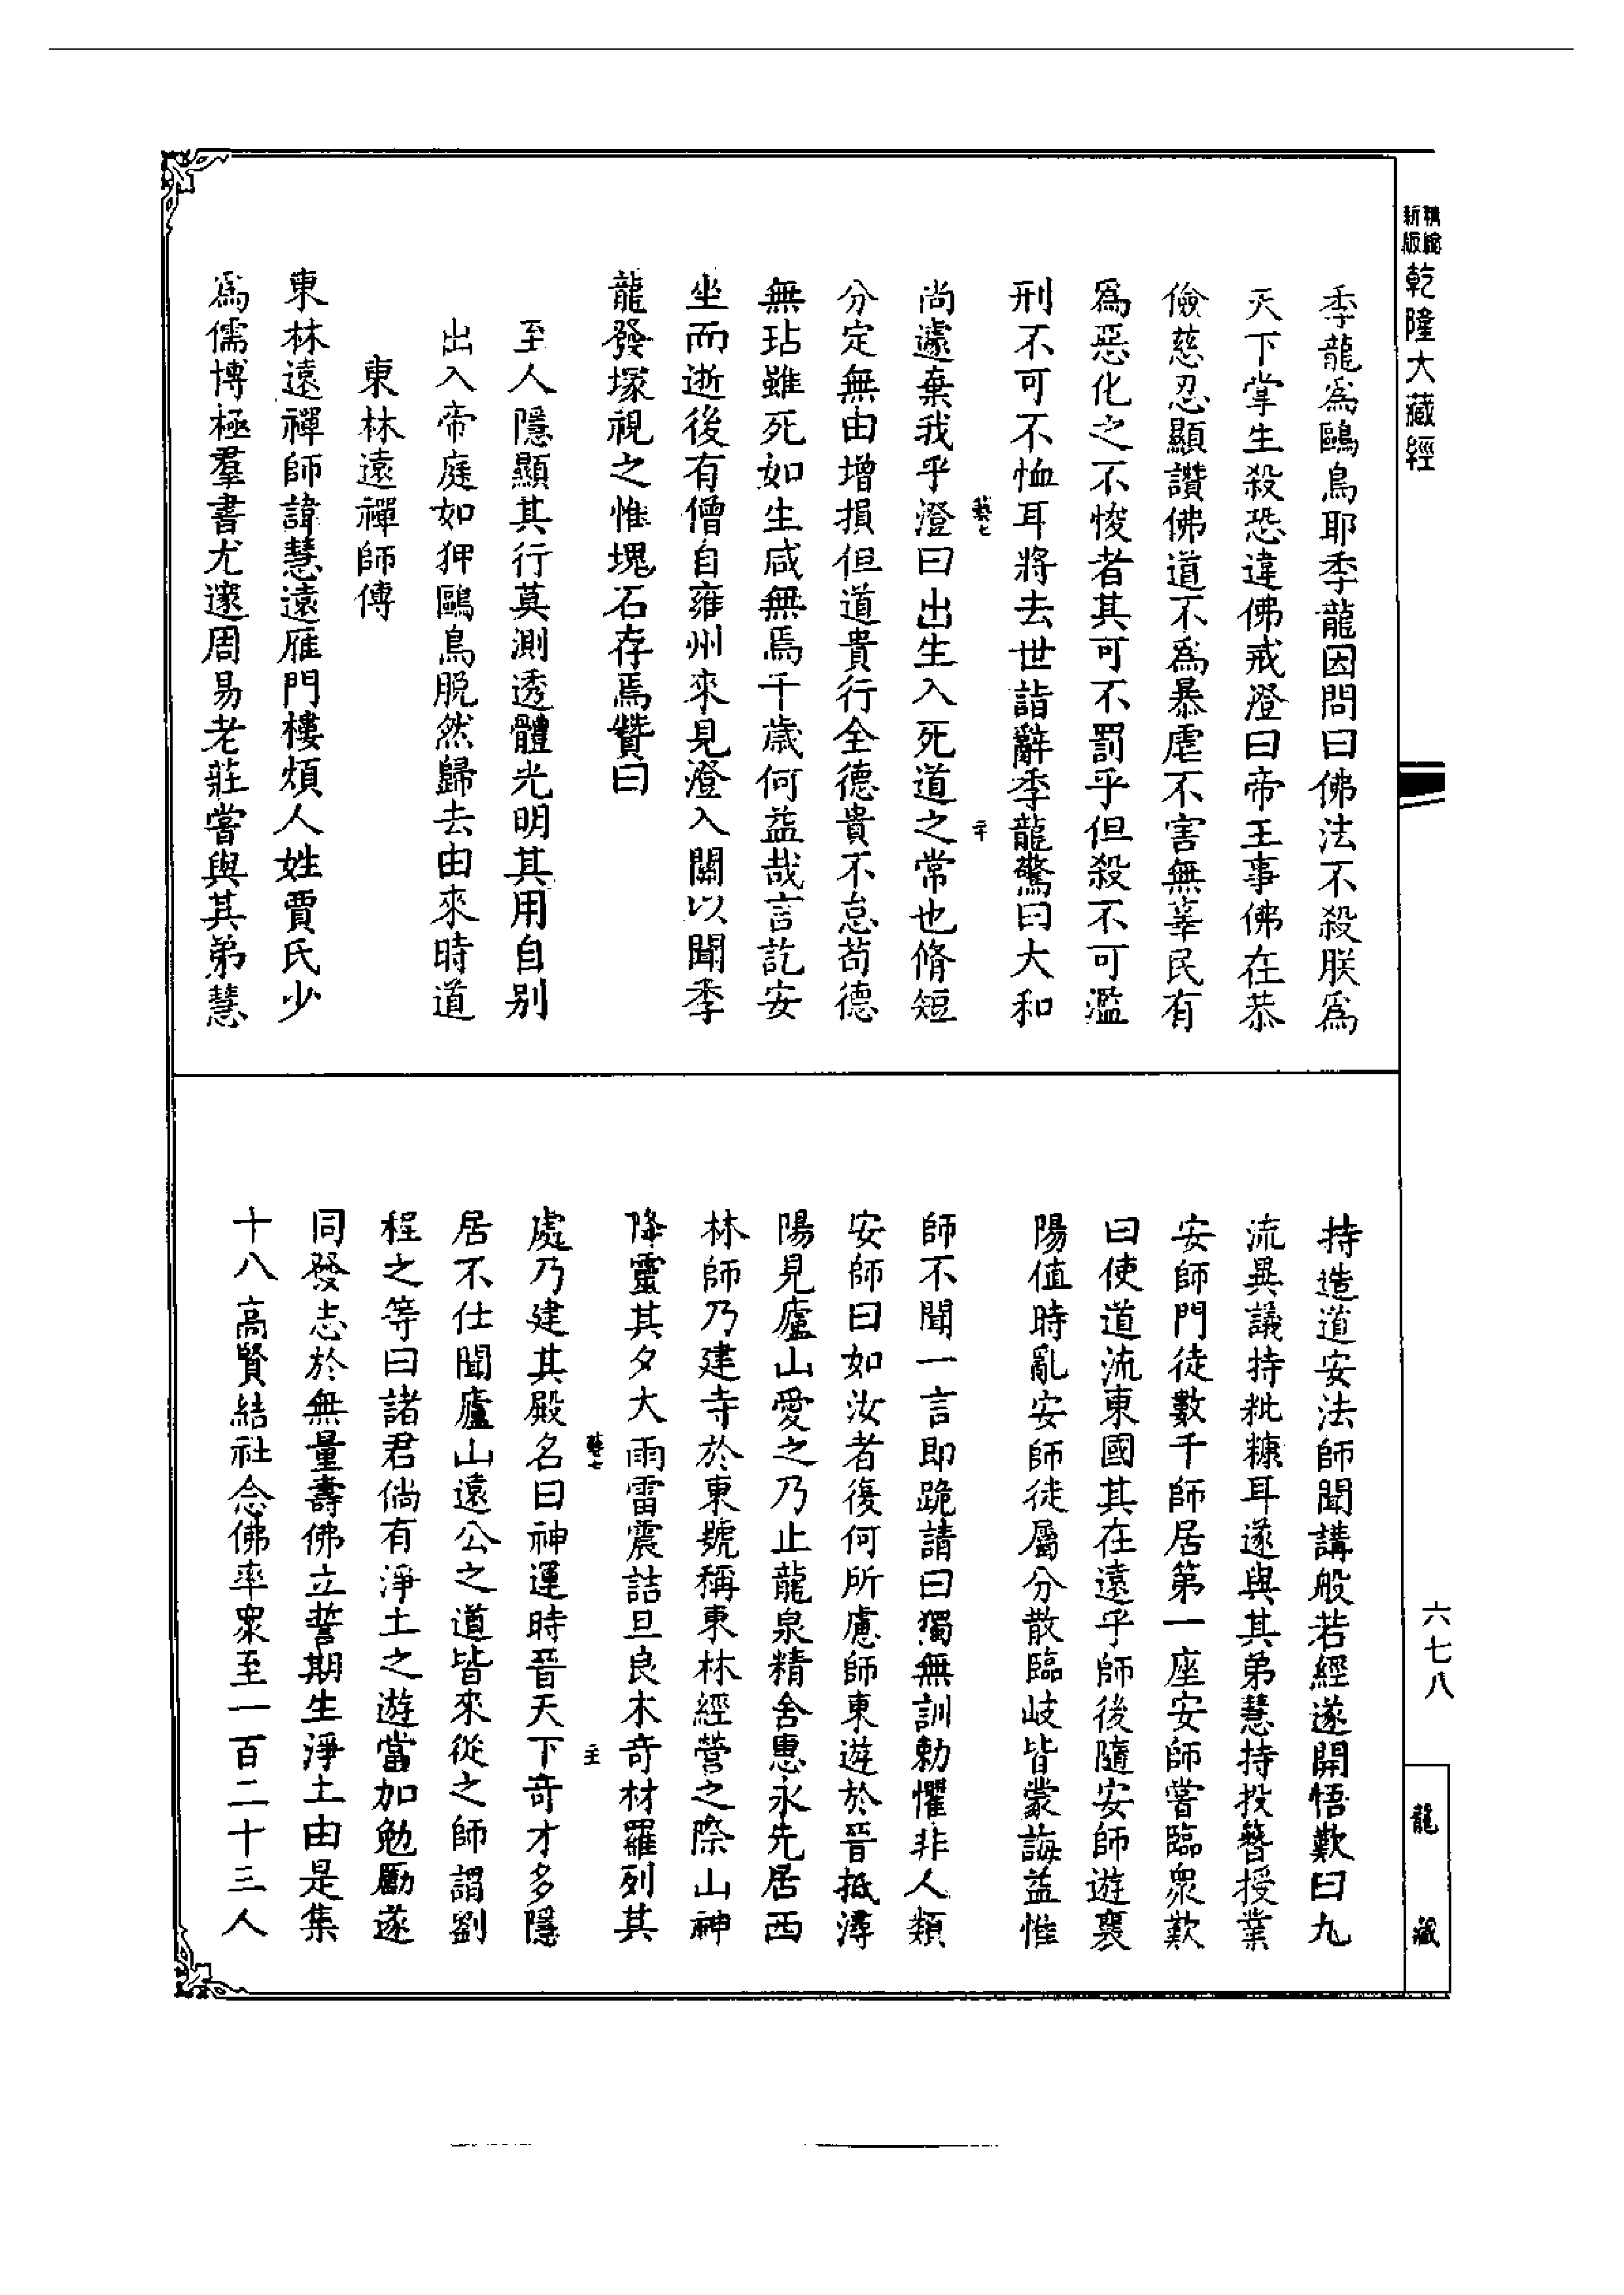 精編
新版
乾隆大藏經
季龍爲鷗鳥耶季龍因問曰佛法不殺朕爲
天下掌生殺恐違佛戒澄曰帝王事佛在恭
儉慈忍顯讚佛道不爲暴虐不害無辜民有
爲惡化之不悛者其可不罰乎但殺不可濫
刑不可不恤耳將去世詣辭季龍驚曰大和
藝七
二十
尚遽棄我乎澄曰出生入死道之常也脩短
分定無由增損但道貴行全德貴不怠苟德
無玷雖死如生咸無焉千歳何益哉言訖安
坐而逝後有僧自雍州來見澄入關以聞季
龍發塚視之惟塊石存焉贊曰
至人隱顯其行莫測透體光明其用自别
出入帝庭如狎鷗鳥脱然歸去由來時道
東林遠禪師傳
東林遠禪師諱慧遠雁門樓煩人姓賈氏少
爲儒博極羣書尤邃周易老莊嘗與其弟慧
持造道安法師聞講般若經遂開悟歎曰九
流異議持粃糠耳遂與其弟慧持投簪授業
安師門徒數千師居第一座安師嘗臨衆歎
曰使道流東國其在遠乎師後隨安師遊襄
陽值時亂安師徒屬分散臨岐皆蒙誨益惟
師不聞一言即跪請曰獨無訓勅懼非人類
安師曰如汝者復何所慮師東遊於晉抵潯
陽見廬山愛之乃止龍泉精舍惠永先居西
林師乃建寺於東號稱東林經營之際山神
降靈其夕大雨雷震詰旦良木奇材羅列其
藝七
處乃建其殿名曰神運時晉天下奇才多隱
居不仕聞廬山遠公之道皆來從之師謂劉
程之等曰諸君倘有淨土之遊當加勉勵遂
同發志於無量壽佛立誓期生淨土由是集
十八高賢結社念佛率衆至一百二十三人
六七八
龍藏